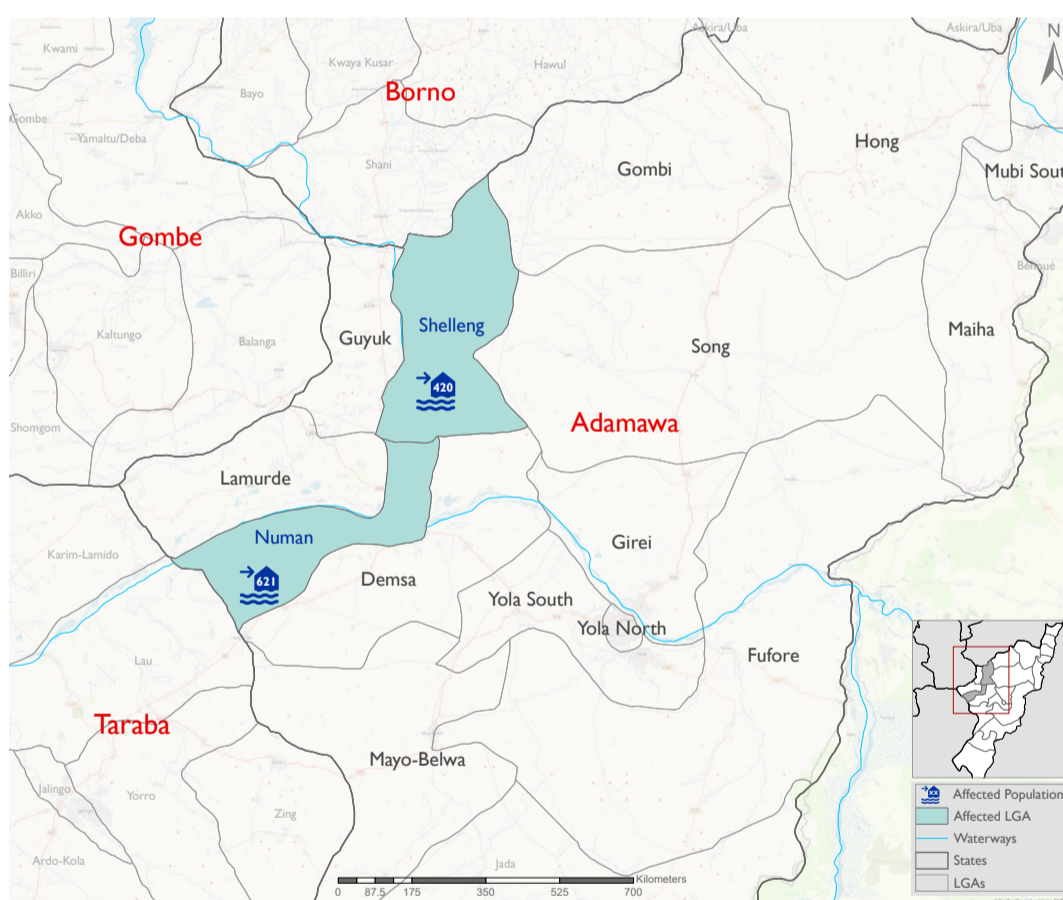 Askira/Uba
Askira/Uba
N
Kwami
Kwaya Kusar
Hawul
Bayo
Borno
Gombe
Yamaltu/Deba
Hong
Shani
Gombi
Mubi Sout
Akko
Gombe
Billiri
Benoué
Shelleng
Kaltungo
Balanga
Guyuk
Song
Maiha
420
Shomgom
Adamawa
Lamurde
Numan
Girei
Karim-Lamido
621
Demsa
Yola South
Yola North
Lau
Fufore
Taraba
Mayo-Belwa
Jalingo
Yorro
Zing
Ardo-Kola
Jada
Kilometers
0 87.5 175 350 525 700
XX Affected Population
Affected LGA
Waterways
States
LGAs